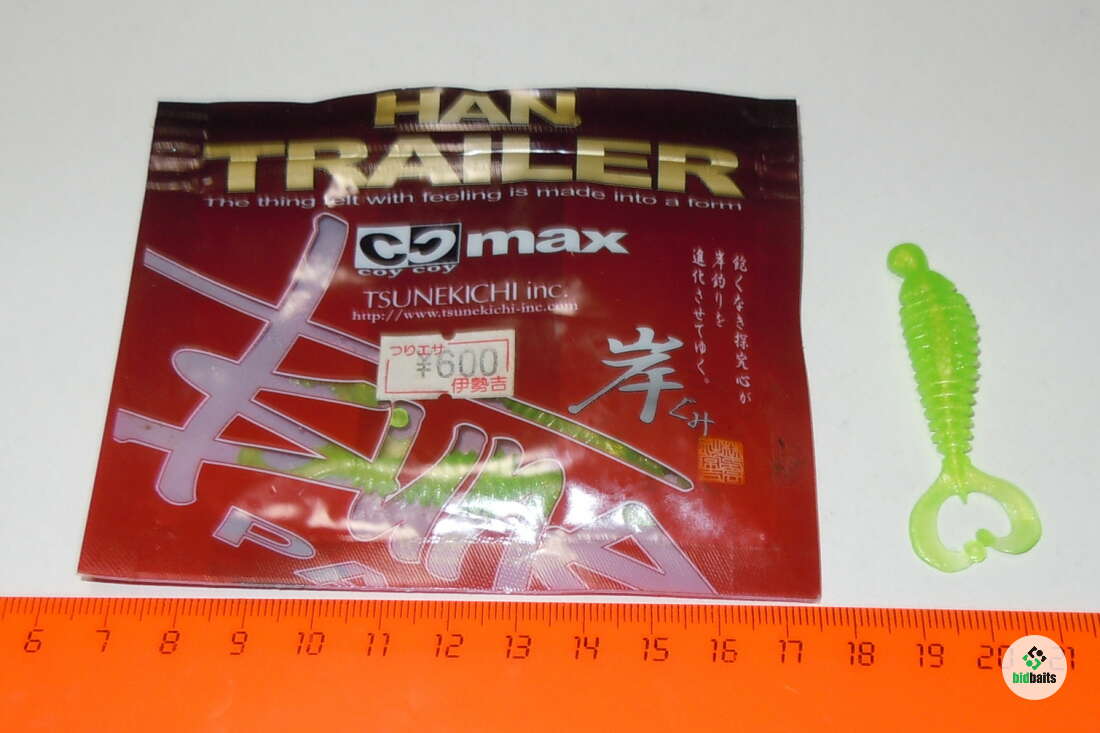 HAN
TRAILER
The thing felt with feeling is made into a form
coy coy max
TSUNEKICHI inc.
http://www.tsunekichi-inc.com
つりエサ
¥600
伊勢吉
岸ぐみ
飽くなき探究心が
岸釣りを
進化させてゆく。
6 7 8 9 10 11 12 13 14 15 16 17 18 19 20 21
bidbaits